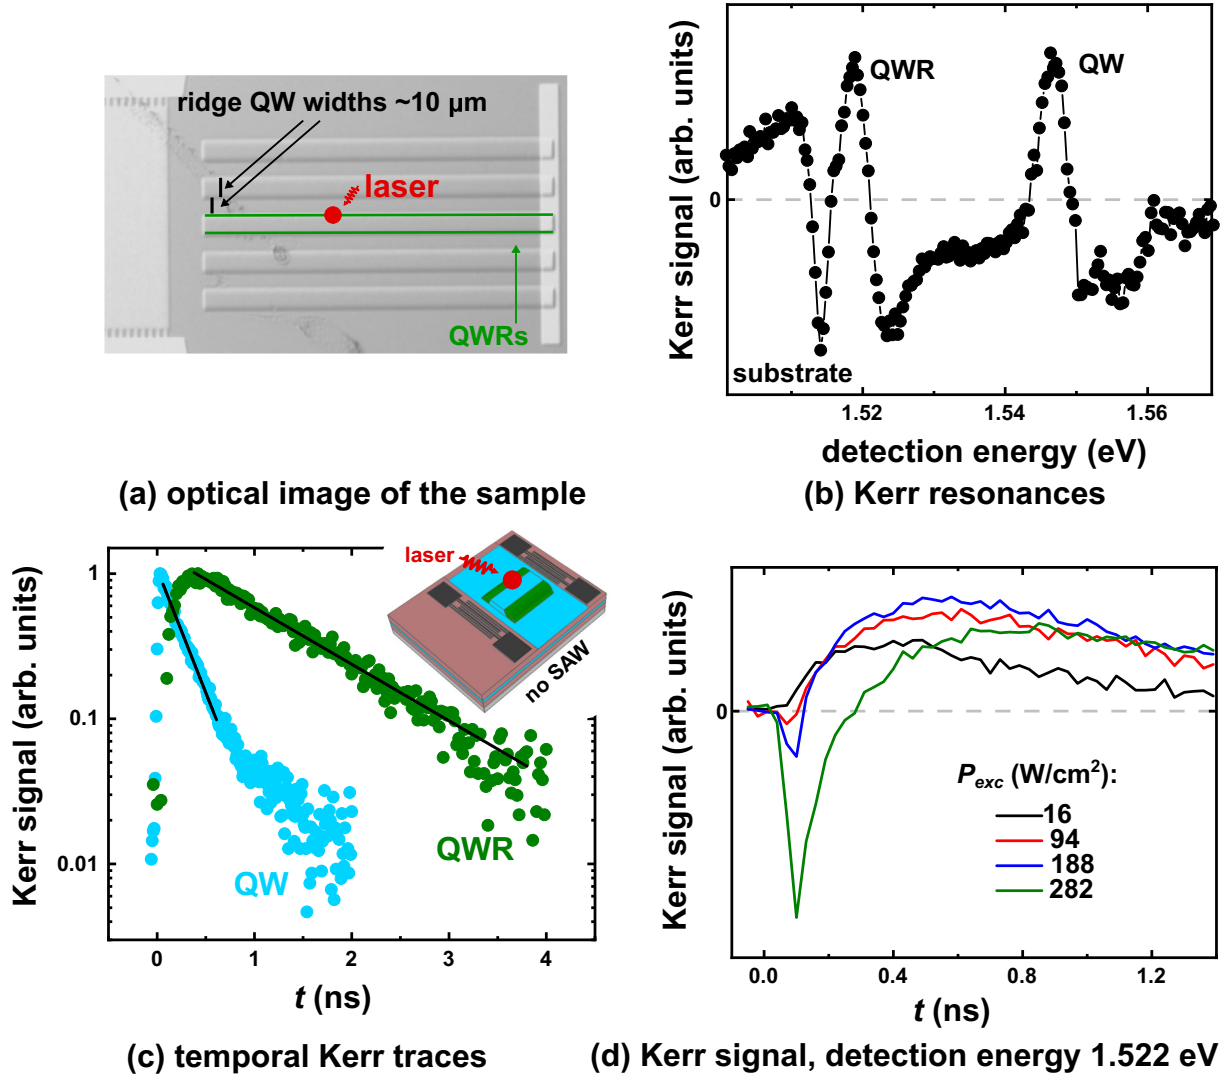 ridge QW widths ~10 µm
laser
QWRs
(a) optical image of the sample
Kerr signal (arb. units)
0
QWR
QW
substrate
1.52
1.54
1.56
detection energy (eV)
(b) Kerr resonances
Kerr signal (arb. units)
1
0.1
0.01
laser
no SAW
QW
QWR
0
1
2
3
4
t (ns)
(c) temporal Kerr traces
Kerr signal (arb. units)
0
P_exc (W/cm²):
16
94
188
282
0.0
0.4
0.8
1.2
t (ns)
(d) Kerr signal, detection energy 1.522 eV